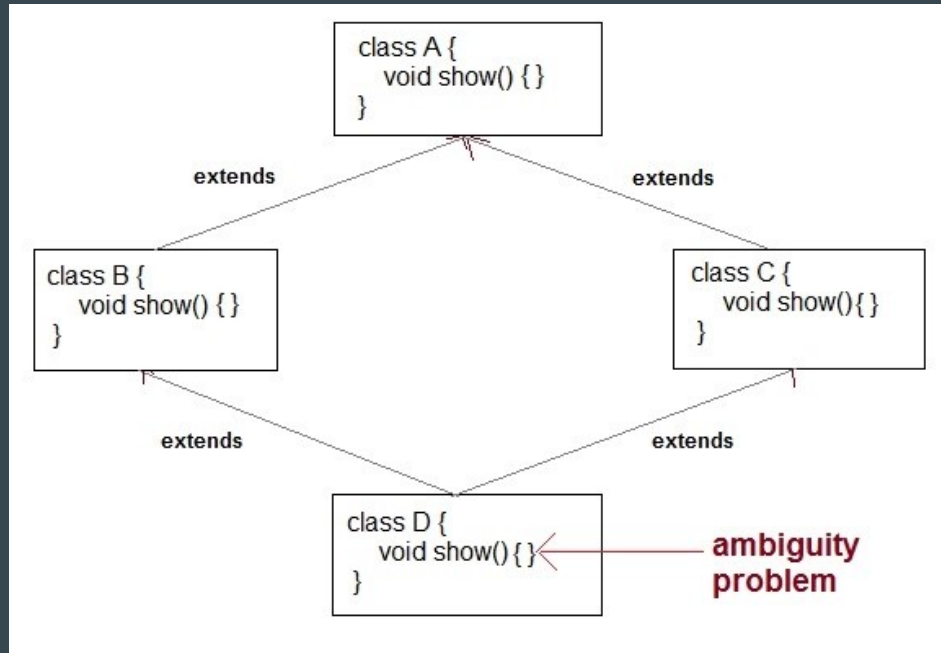 class A {
void show() { }
}
extends
extends
class B {
void show() { }
}
class C {
void show(){ }
}
extends
extends
class D {
void show(){ }
}
ambiguity
problem